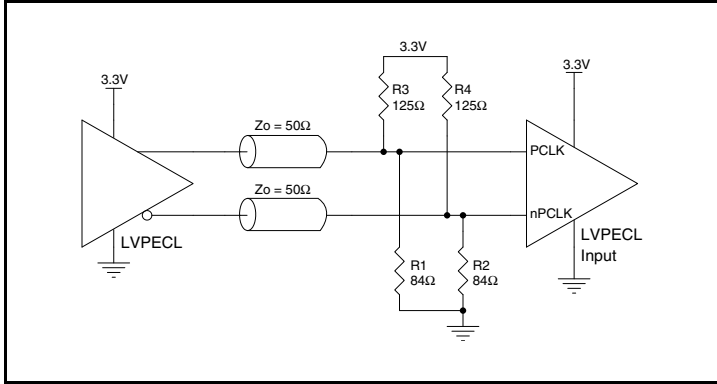 3.3V
3.3V
3.3V
R3
125Ω
R4
125Ω
Zo = 50Ω
PCLK
Zo = 50Ω
nPCLK
LVPECL
LVPECL
Input
R1
84Ω
R2
84Ω